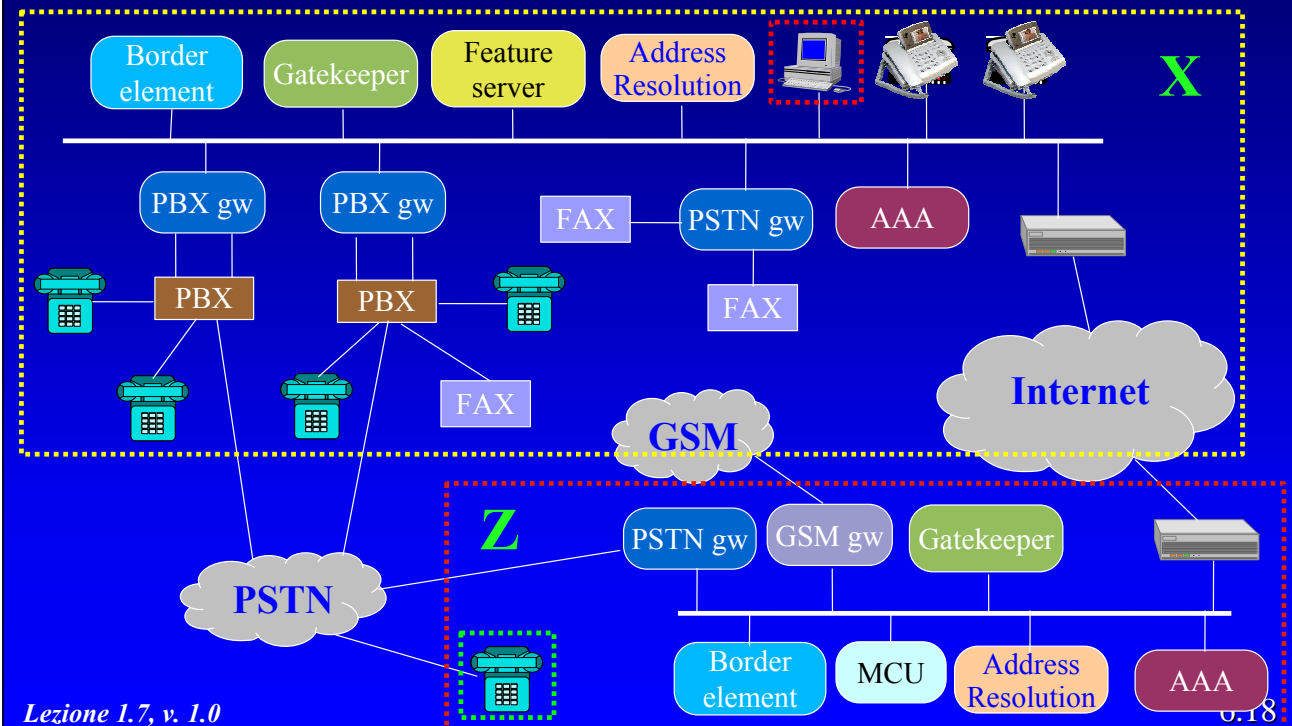 Border
element
Gatekeeper
Feature
server
Address
Resolution
X
PBX gw
PBX gw
FAX
PSTN gw
AAA
PBX
PBX
FAX
FAX
Internet
GSM
Z
PSTN gw
GSM gw
Gatekeeper
PSTN
Border
element
MCU
Address
Resolution
AAA
Lezione 1.7, v. 1.0
6.18